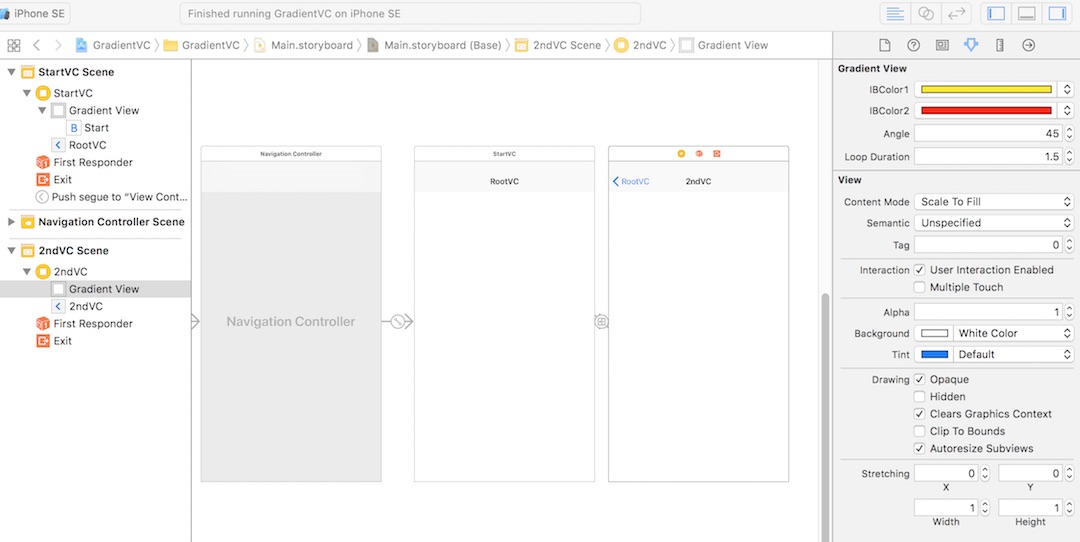 iPhone SE
Finished running GradientVC on iPhone SE
GradientVC
GradientVC
Main.storyboard
Main.storyboard (Base)
2ndVC Scene
2ndVC
Gradient View
StartVC Scene
StartVC
Gradient View
B Start
RootVC
First Responder
Exit
Push segue to “View Cont...
Navigation Controller Scene
2ndVC Scene
2ndVC
Gradient View
2ndVC
First Responder
Exit
Navigation Controller
Navigation Controller
StartVC
RootVC
RootVC
2ndVC
Gradient View
IBColor1
IBColor2
Angle 45
Loop Duration 1.5
View
Content Mode Scale To Fill
Semantic Unspecified
Tag 0
Interaction User Interaction Enabled
Multiple Touch
Alpha 1
Background White Color
Tint Default
Drawing Opaque
Hidden
Clears Graphics Context
Clip To Bounds
Autoresize Subviews
Stretching 0 0
X Y
1 1
Width Height